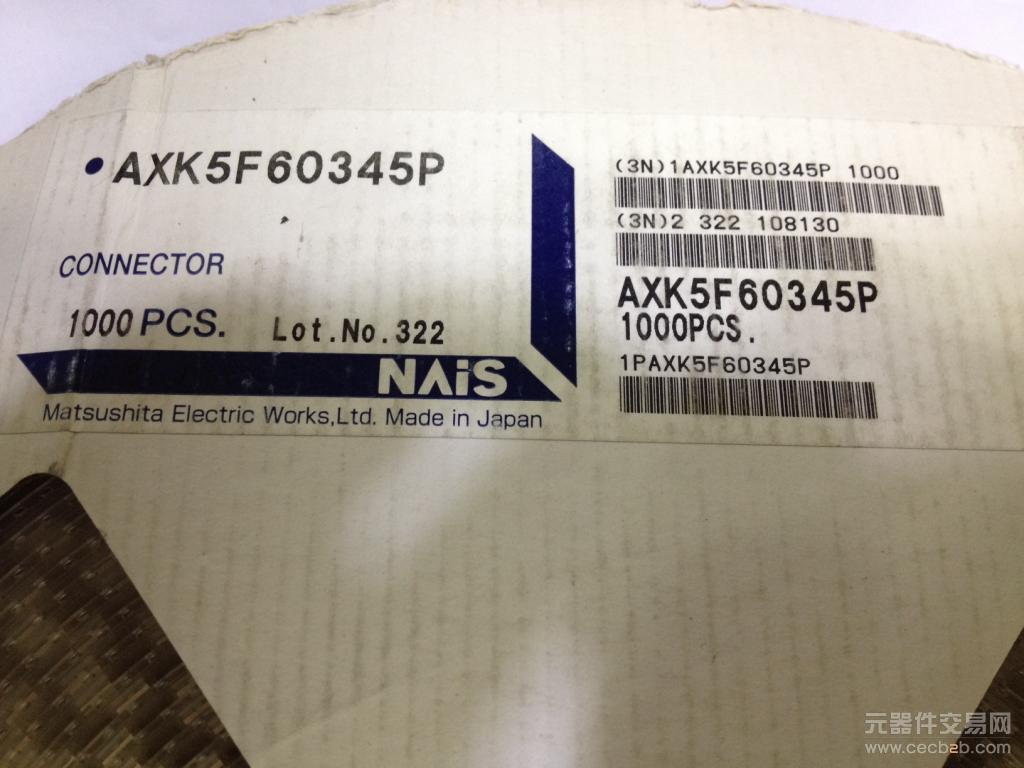 •AXK5F60345P
CONNECTOR
1000 PCS. Lot.No.322
NAiS
Matsushita Electric Works,Ltd. Made in Japan
(3N)1AXK5F60345P 1000
(3N)2 322 108130
AXK5F60345P
1000PCS.
1PAXK5F60345P
元器件交易网
www.cecb2b.com